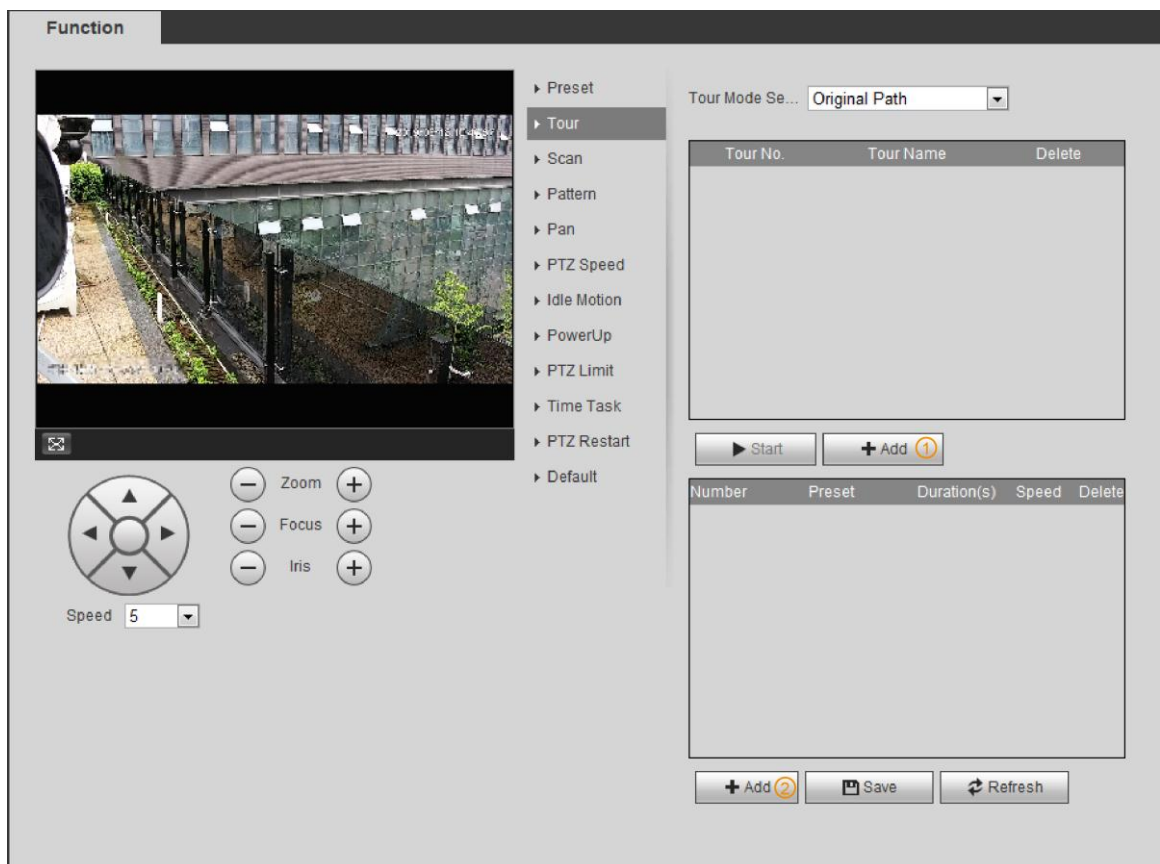 Function
Preset
Tour
Scan
Pattern
Pan
PTZ Speed
Idle Motion
PowerUp
PTZ Limit
Time Task
PTZ Restart
Default
Zoom
Focus
Iris
Speed 5
Tour Mode Se... Original Path
Tour No. Tour Name Delete
Start Add 1
Number Preset Duration(s) Speed Delete
Add 2 Save Refresh